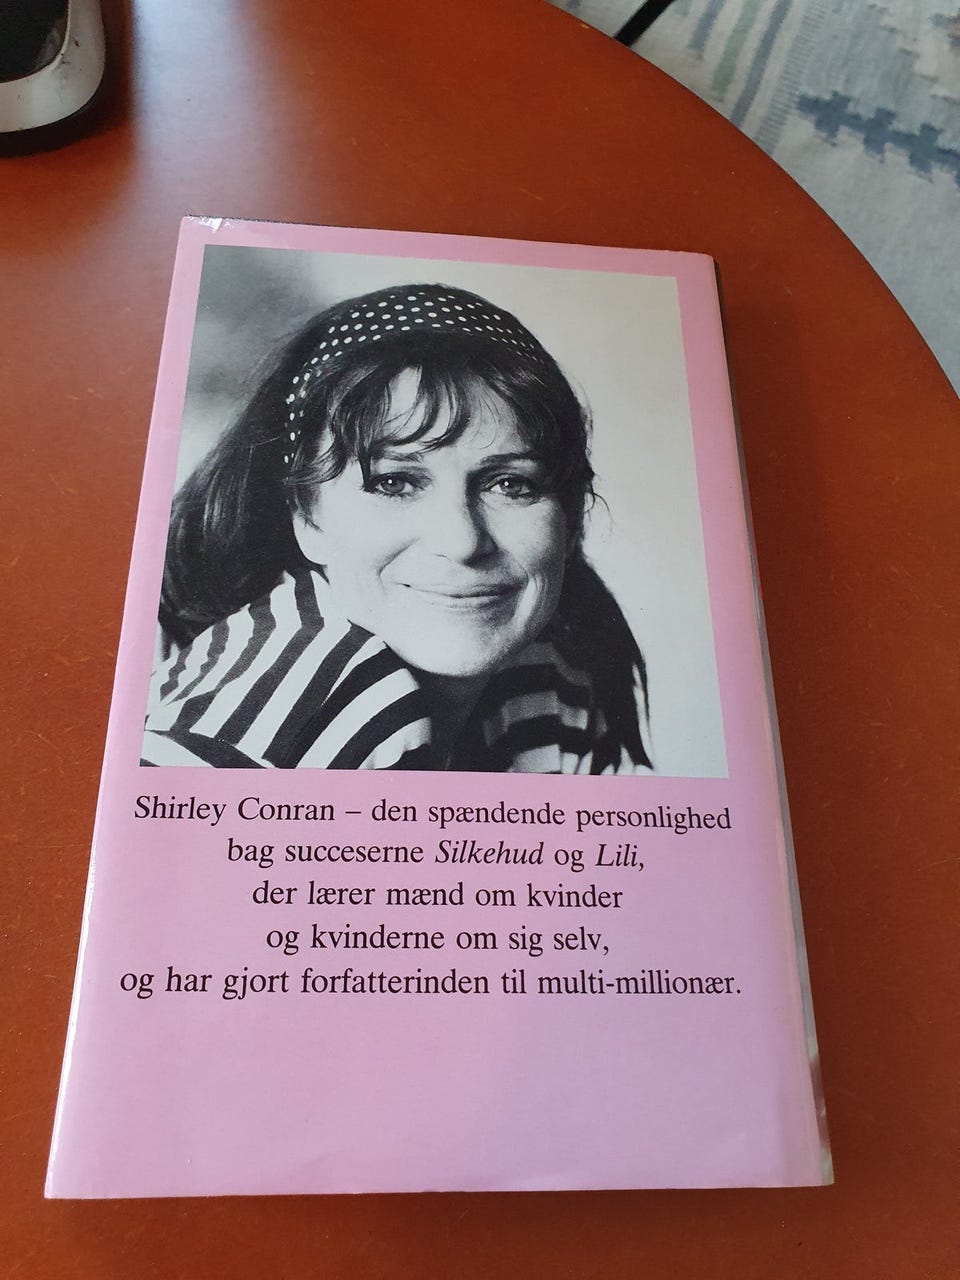 Shirley Conran – den spændende personlighed
bag succeserne Silkehud og Lili,
der lærer mænd om kvinder
og kvinderne om sig selv,
og har gjort forfatterinden til multi-millionær.